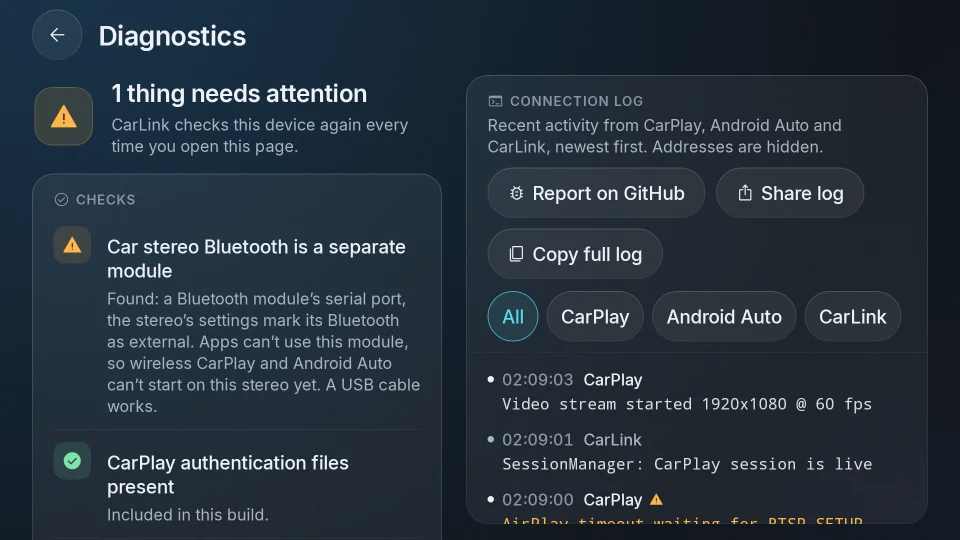 Diagnostics
1 thing needs attention
CarLink checks this device again every
time you open this page.
CHECKS
Car stereo Bluetooth is a separate
module
Found: a Bluetooth module’s serial port,
the stereo’s settings mark its Bluetooth
as external. Apps can’t use this module,
so wireless CarPlay and Android Auto
can’t start on this stereo yet. A USB cable
works.
CarPlay authentication files
present
Included in this build.
CONNECTION LOG
Recent activity from CarPlay, Android Auto and
CarLink, newest first. Addresses are hidden.
Report on GitHub
Share log
Copy full log
All
CarPlay
Android Auto
CarLink
02:09:03 CarPlay
Video stream started 1920x1080 @ 60 fps
02:09:01 CarLink
SessionManager: CarPlay session is live
02:09:00 CarPlay
AirPlay timeout waiting for RTSP SETUP